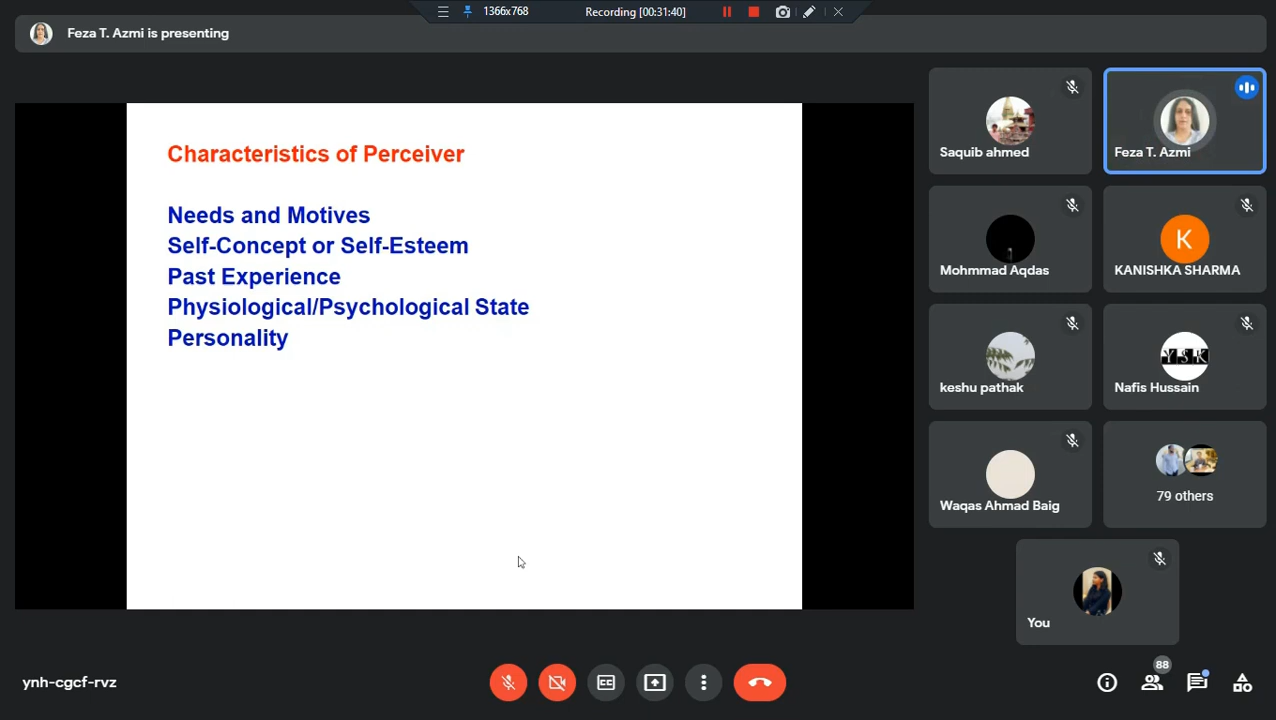 1366x768
Recording [00:31:40]
Feza T. Azmi is presenting
Characteristics of Perceiver
Needs and Motives
Self-Concept or Self-Esteem
Past Experience
Physiological/Psychological State
Personality
Saquib ahmed
Feza T. Azmi
Mohmmad Aqdas
K
KANISHKA SHARMA
keshu pathak
YSK
Nafis Hussain
Waqas Ahmad Baig
79 others
You
ynh-cgcf-rvz
CC
88